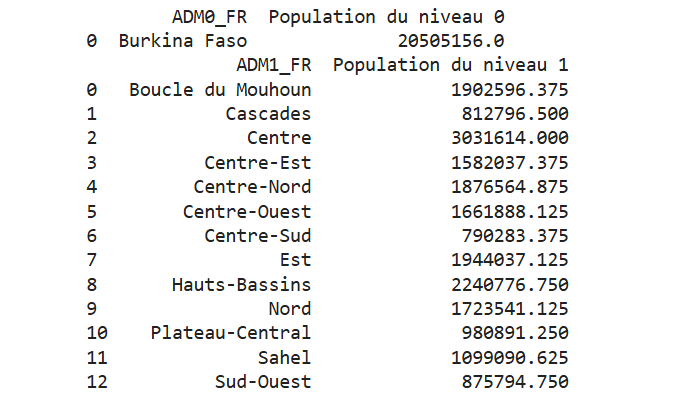 ADM0_FR  Population du niveau 0
0  Burkina Faso              20505156.0
ADM1_FR  Population du niveau 1
0   Boucle du Mouhoun             1902596.375
1            Cascades              812796.500
2              Centre             3031614.000
3          Centre-Est             1582037.375
4         Centre-Nord             1876564.875
5        Centre-Ouest             1661888.125
6          Centre-Sud              790283.375
7                 Est             1944037.125
8       Hauts-Bassins             2240776.750
9                Nord             1723541.125
10    Plateau-Central              980891.250
11              Sahel             1099090.625
12          Sud-Ouest              875794.750